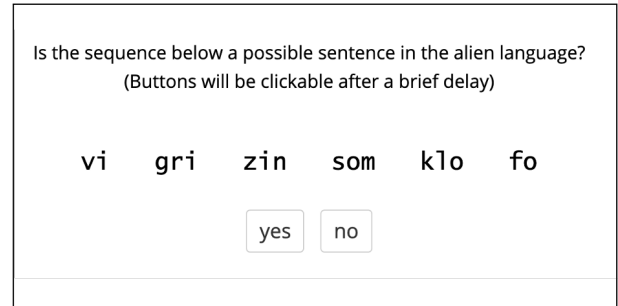 Is the sequence below a possible sentence in the alien language?
(Buttons will be clickable after a brief delay)
vi gri zin som klo fo
yes no